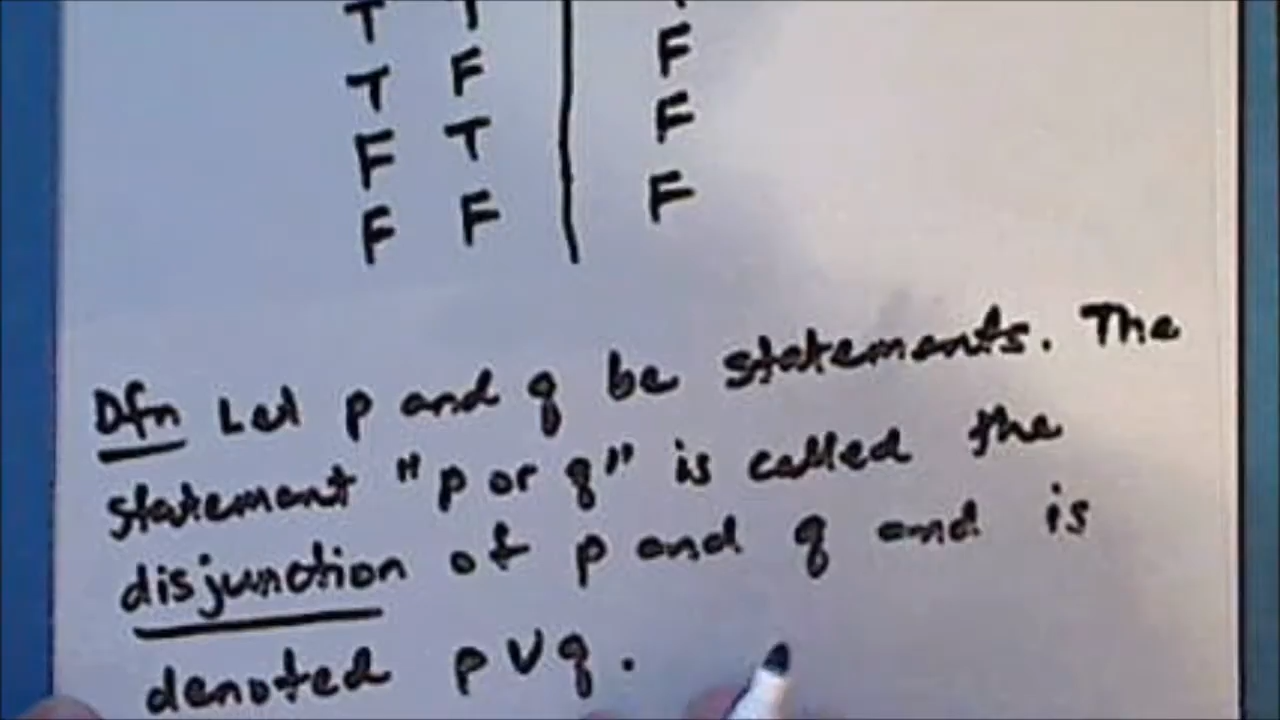 T T
T F F
F T F
F F F
Dfn Let p and q be statements. The
statement "p or q" is called the
disjunction of p and q and is
denoted p∨q.